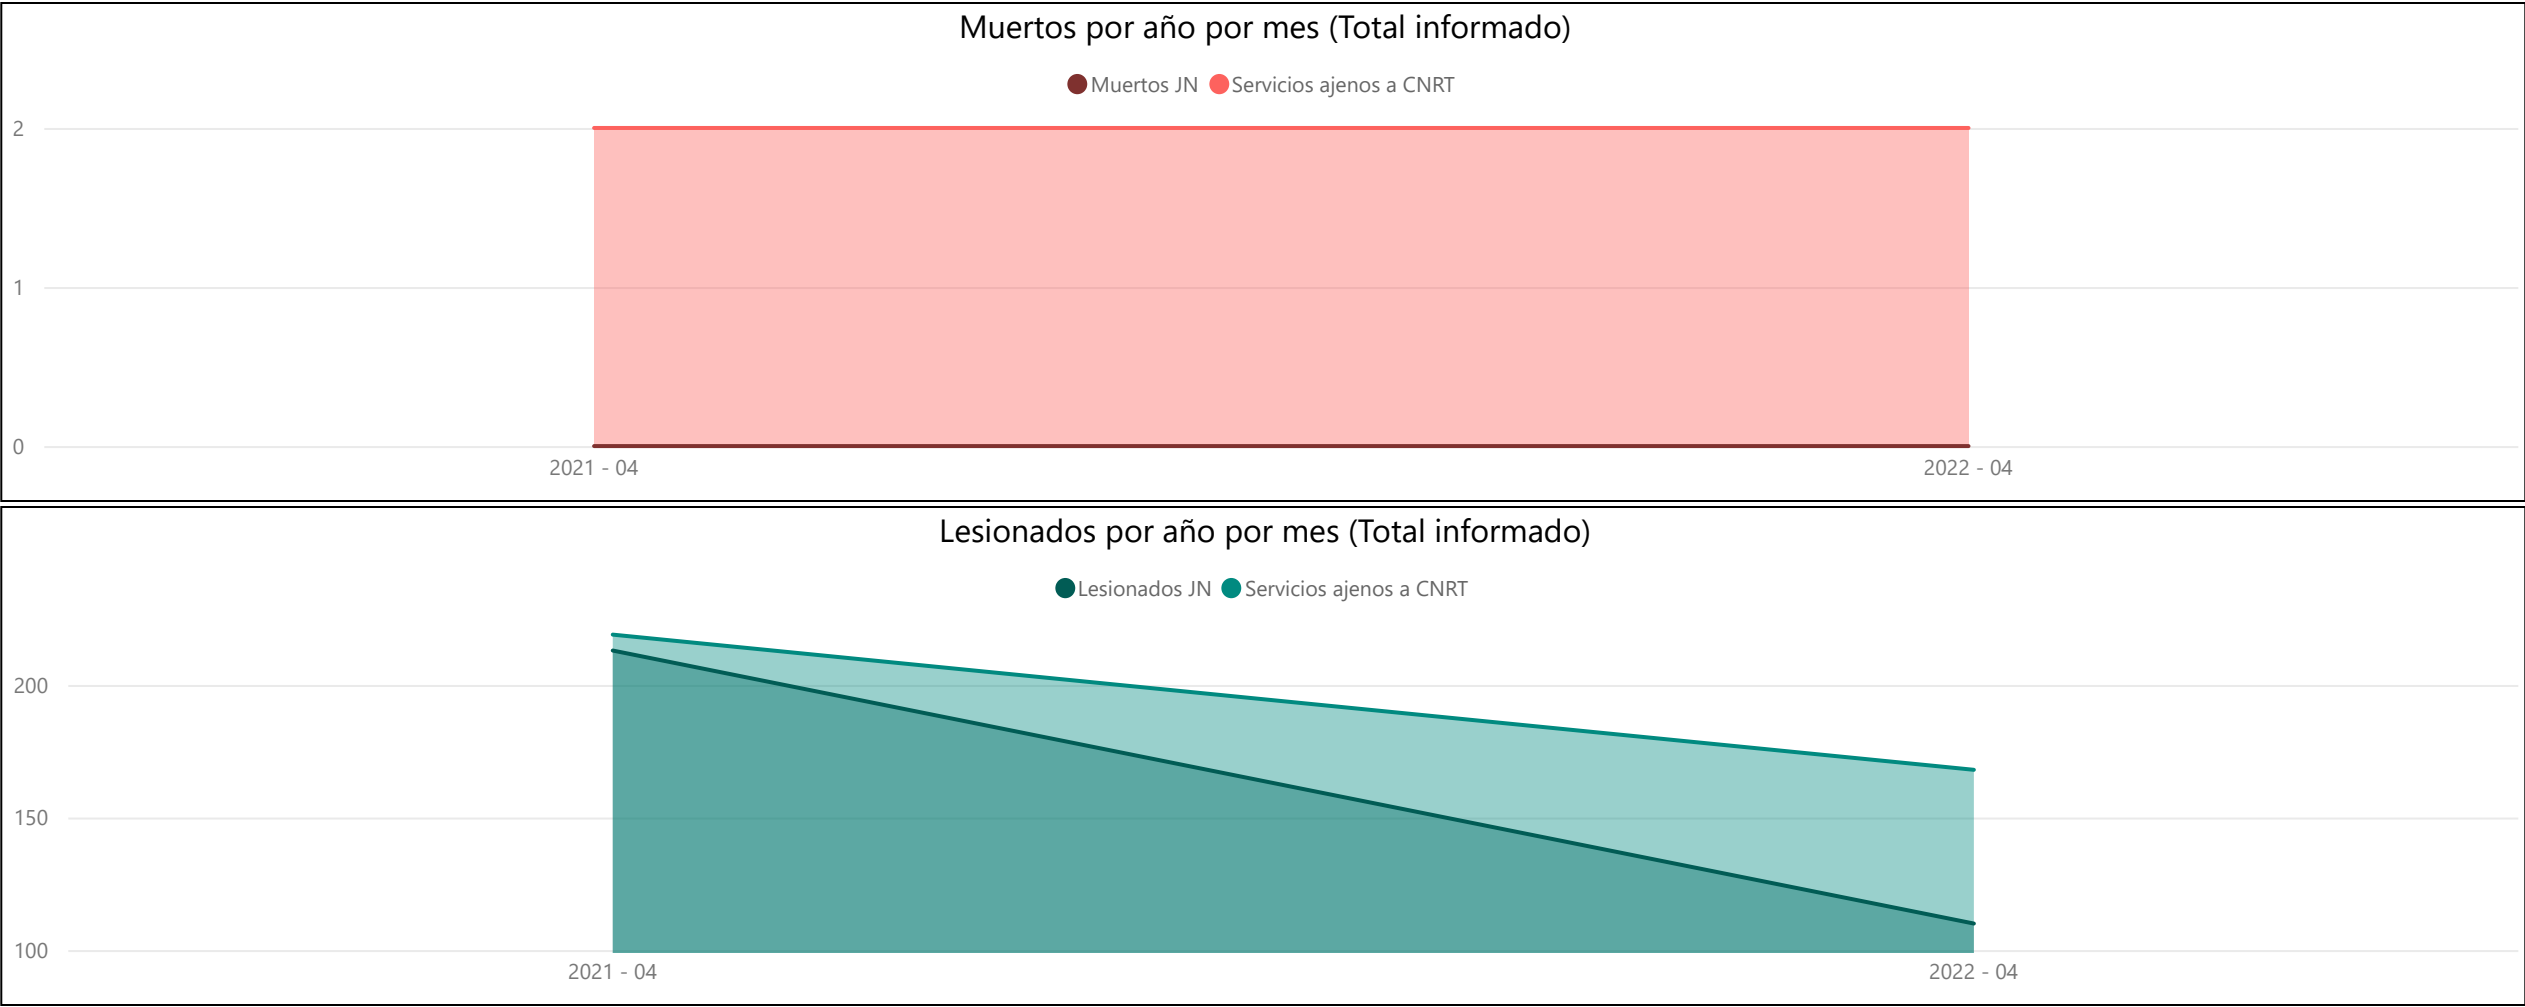 Muertos por año por mes (Total informado)
Muertos JN Servicios ajenos a CNRT
2
1
0
2021 - 04 2022 - 04
Lesionados por año por mes (Total informado)
Lesionados JN Servicios ajenos a CNRT
200
150
100
2021 - 04 2022 - 04